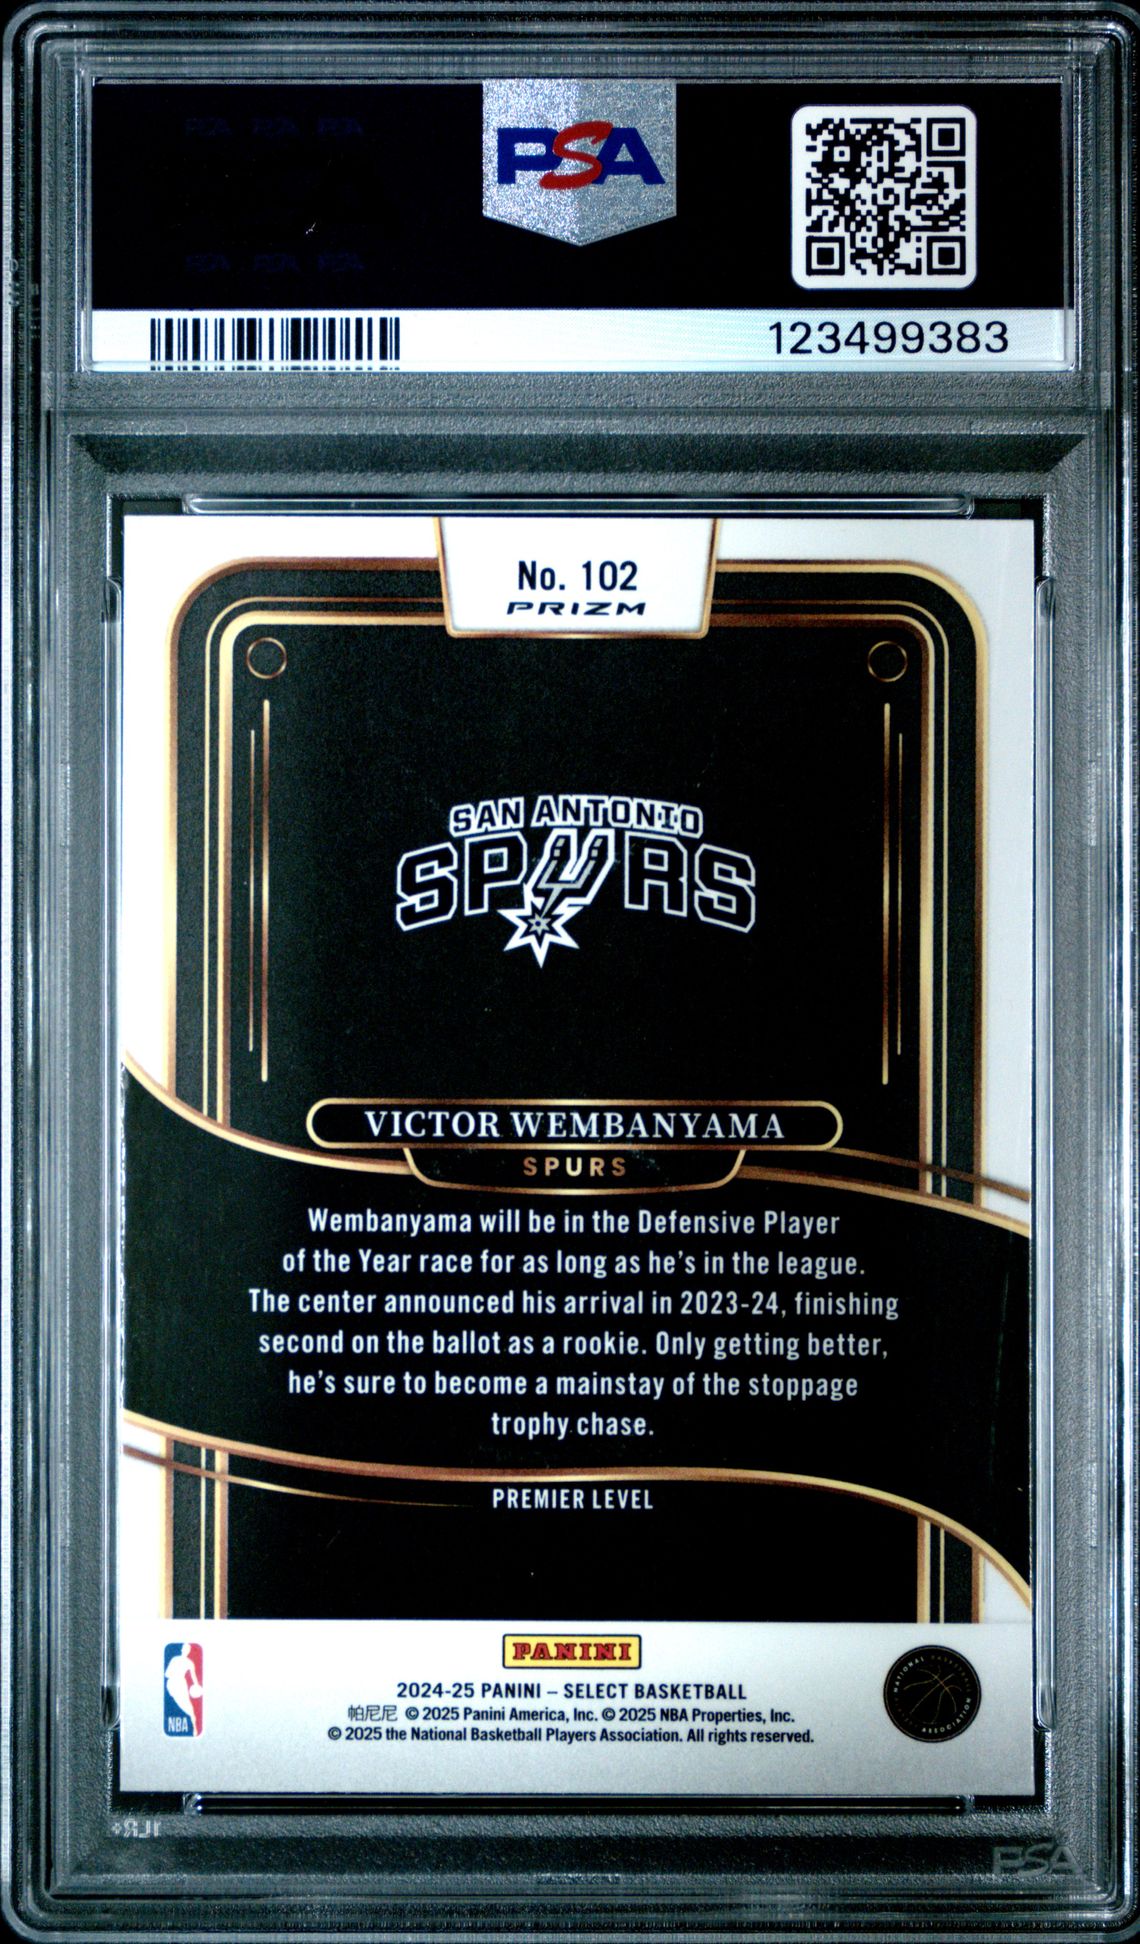 PSA
123499383
No. 102
PRIZM
SAN ANTONIO
SPURS
VICTOR WEMBANYAMA
SPURS
Wembanyama will be in the Defensive Player
of the Year race for as long as he's in the league.
The center announced his arrival in 2023-24, finishing
second on the ballot as a rookie. Only getting better,
he's sure to become a mainstay of the stoppage
trophy chase.
PREMIER LEVEL
PANINI
2024-25 PANINI – SELECT BASKETBALL
帕尼尼 © 2025 Panini America, Inc. © 2025 NBA Properties, Inc.
© 2025 the National Basketball Players Association. All rights reserved.
NBA
NATIONAL BASKETBALL
ASSOCIATION
PSA